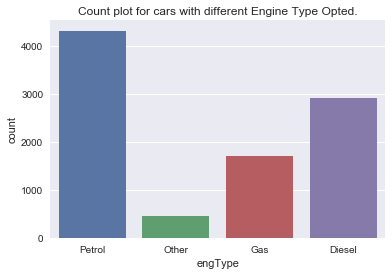 Count plot for cars with different Engine Type Opted.
4000
3000
2000
1000
0
count
Petrol Other Gas Diesel
engType